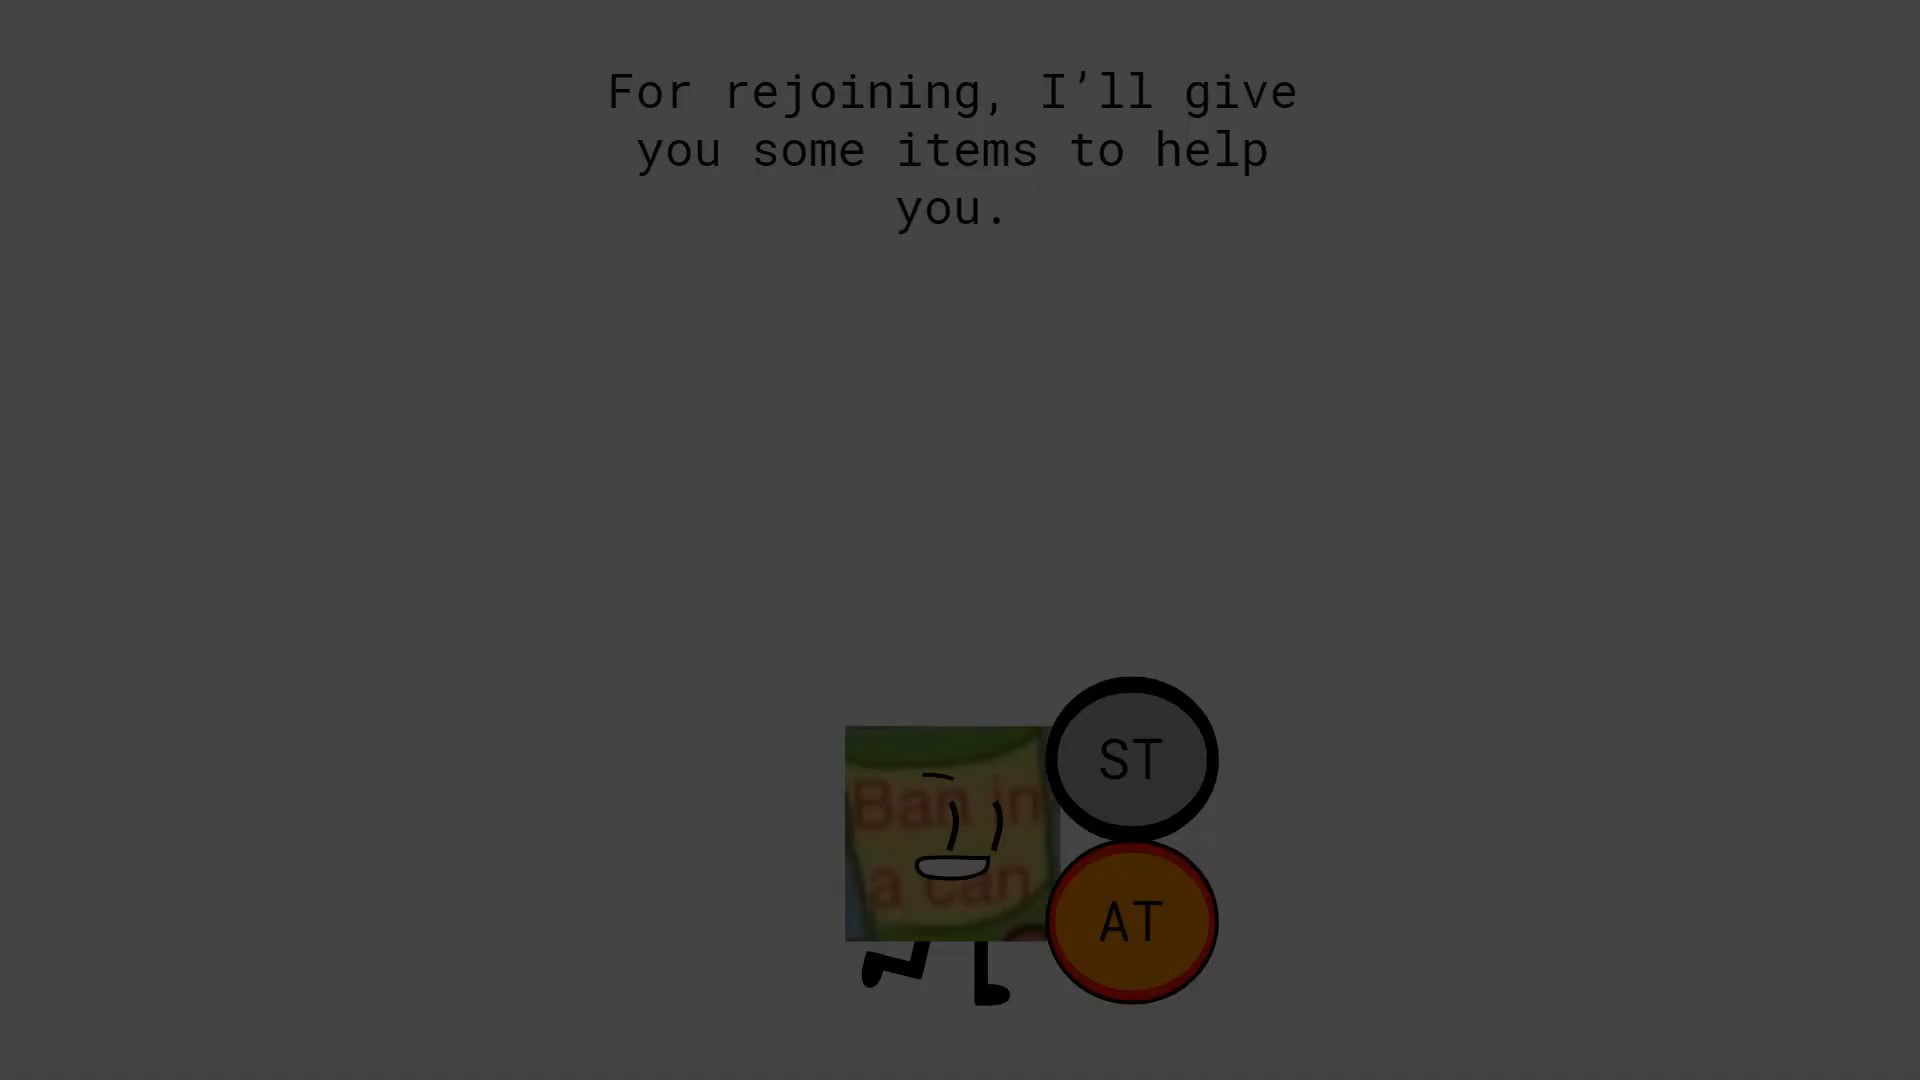 For rejoining, I’ll give
you some items to help
you.
ST
Ban in
a can
AT